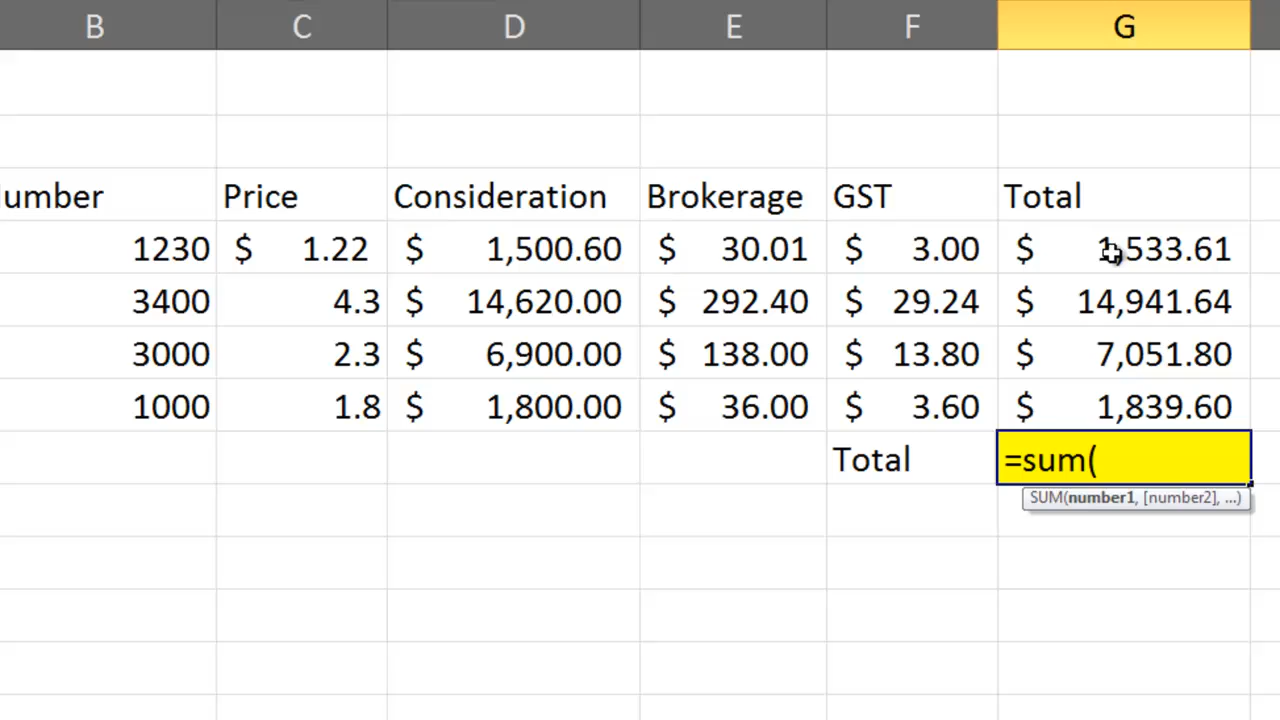 B C D E F G
umber Price Consideration Brokerage GST Total
1230 $ 1.22 $ 1,500.60 $ 30.01 $ 3.00 $ 1,533.61
3400 4.3 $ 14,620.00 $ 292.40 $ 29.24 $ 14,941.64
3000 2.3 $ 6,900.00 $ 138.00 $ 13.80 $ 7,051.80
1000 1.8 $ 1,800.00 $ 36.00 $ 3.60 $ 1,839.60
Total =sum(
SUM(number1, [number2], ...)